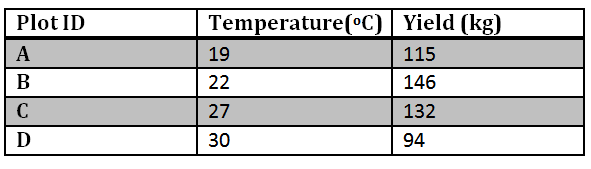 Plot ID Temperature(ºC) Yield (kg)
A 19 115
B 22 146
C 27 132
D 30 94